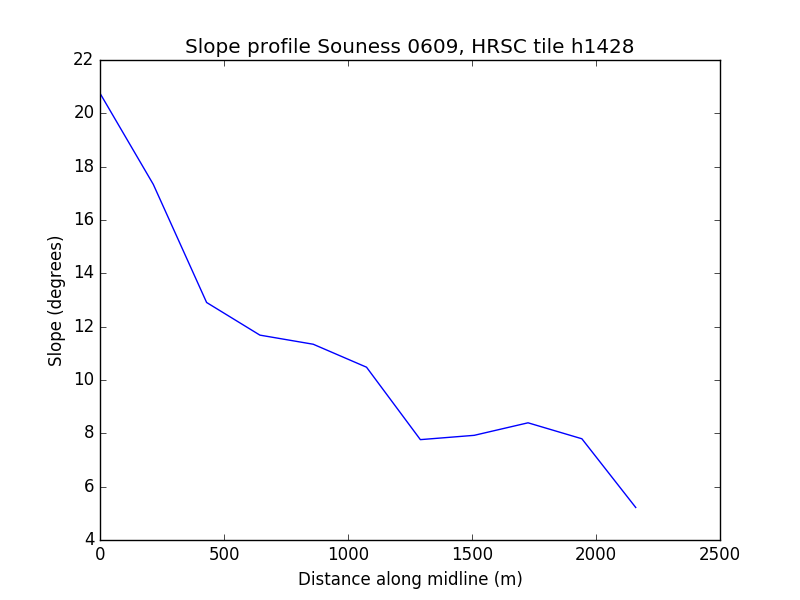 Slope profile Souness 0609, HRSC tile h1428
22
20
18
16
14
12
10
8
6
4
Slope (degrees)
0 500 1000 1500 2000 2500
Distance along midline (m)